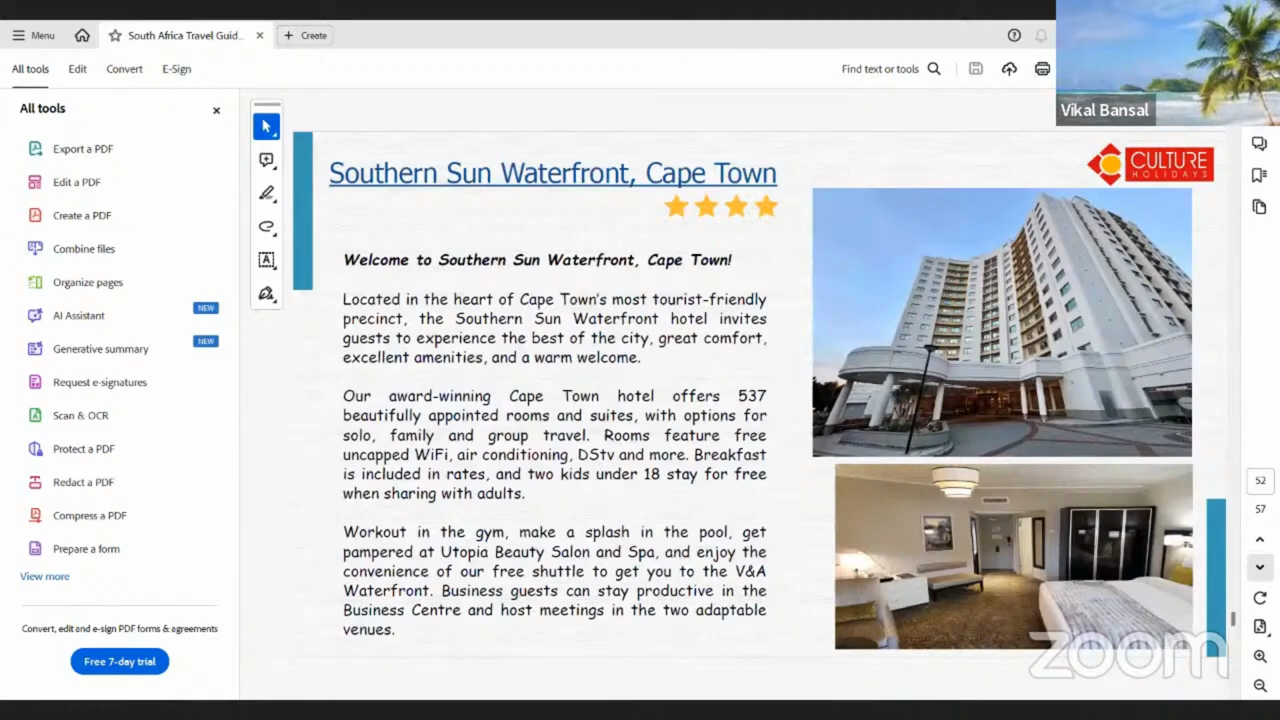 Menu
South Africa Travel Guid..
Create
All tools
Edit
Convert
E-Sign
Find text or tools
Vikal Bansal
All tools
Export a PDF
Edit a PDF
Create a PDF
Combine files
Organize pages
AI Assistant
NEW
Generative summary
NEW
Request e-signatures
Scan & OCR
Protect a PDF
Redact a PDF
Compress a PDF
Prepare a form
View more
Convert, edit and e-sign PDF forms & agreements
Free 7-day trial
Southern Sun Waterfront, Cape Town
CULTURE
HOLIDAYS
Welcome to Southern Sun Waterfront, Cape Town!
Located in the heart of Cape Town's most tourist-friendly
precinct, the Southern Sun Waterfront hotel invites
guests to experience the best of the city, great comfort,
excellent amenities, and a warm welcome.
Our award-winning Cape Town hotel offers 537
beautifully appointed rooms and suites, with options for
solo, family and group travel. Rooms feature free
uncapped WiFi, air conditioning, DStv and more. Breakfast
is included in rates, and two kids under 18 stay for free
when sharing with adults.
Workout in the gym, make a splash in the pool, get
pampered at Utopia Beauty Salon and Spa, and enjoy the
convenience of our free shuttle to get you to the V&A
Waterfront. Business guests can stay productive in the
Business Centre and host meetings in the two adaptable
venues.
52
57
zoom